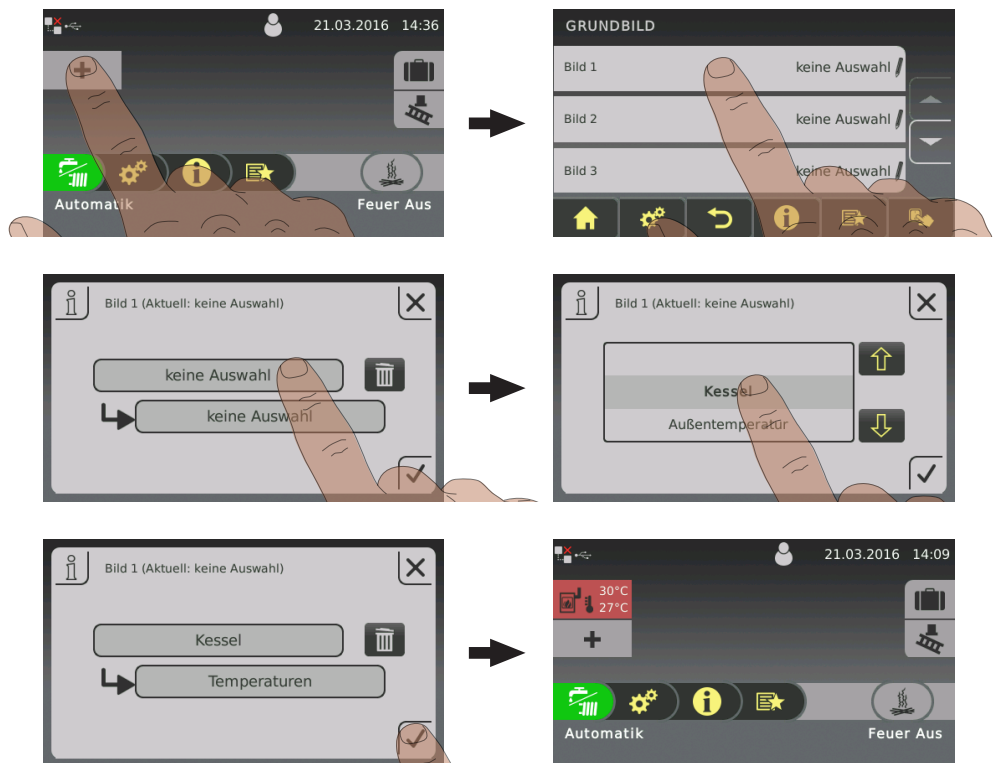 21.03.2016 14:36
Automatik
Feuer Aus
GRUNDBILD
Bild 1 keine Auswahl
Bild 2 keine Auswahl
Bild 3 keine Auswahl
Bild 1 (Aktuell: keine Auswahl)
keine Auswahl
keine Auswahl
Bild 1 (Aktuell: keine Auswahl)
Kessel
Außentemperatur
Bild 1 (Aktuell: keine Auswahl)
Kessel
Temperaturen
21.03.2016 14:09
30°C
27°C
Automatik
Feuer Aus